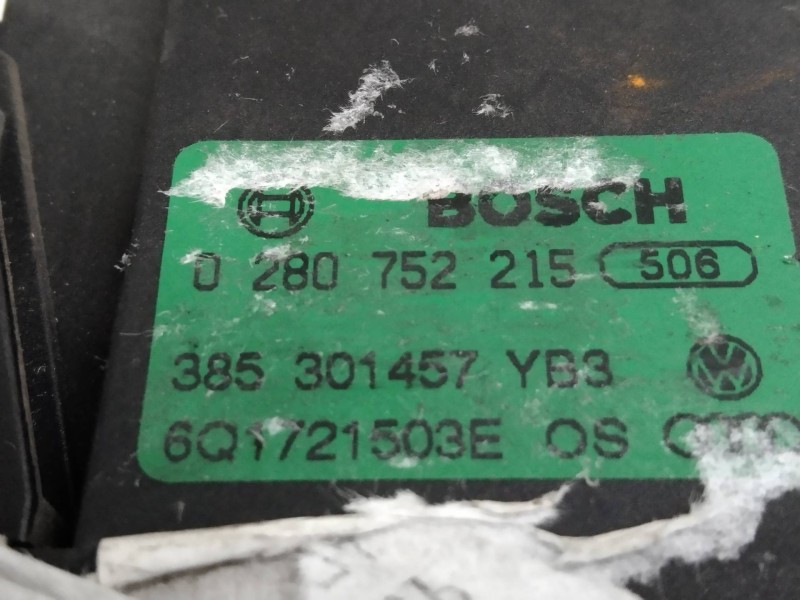 BOSCH
0 280 752 215 506
385 301457 YB3
6Q1721503E OS